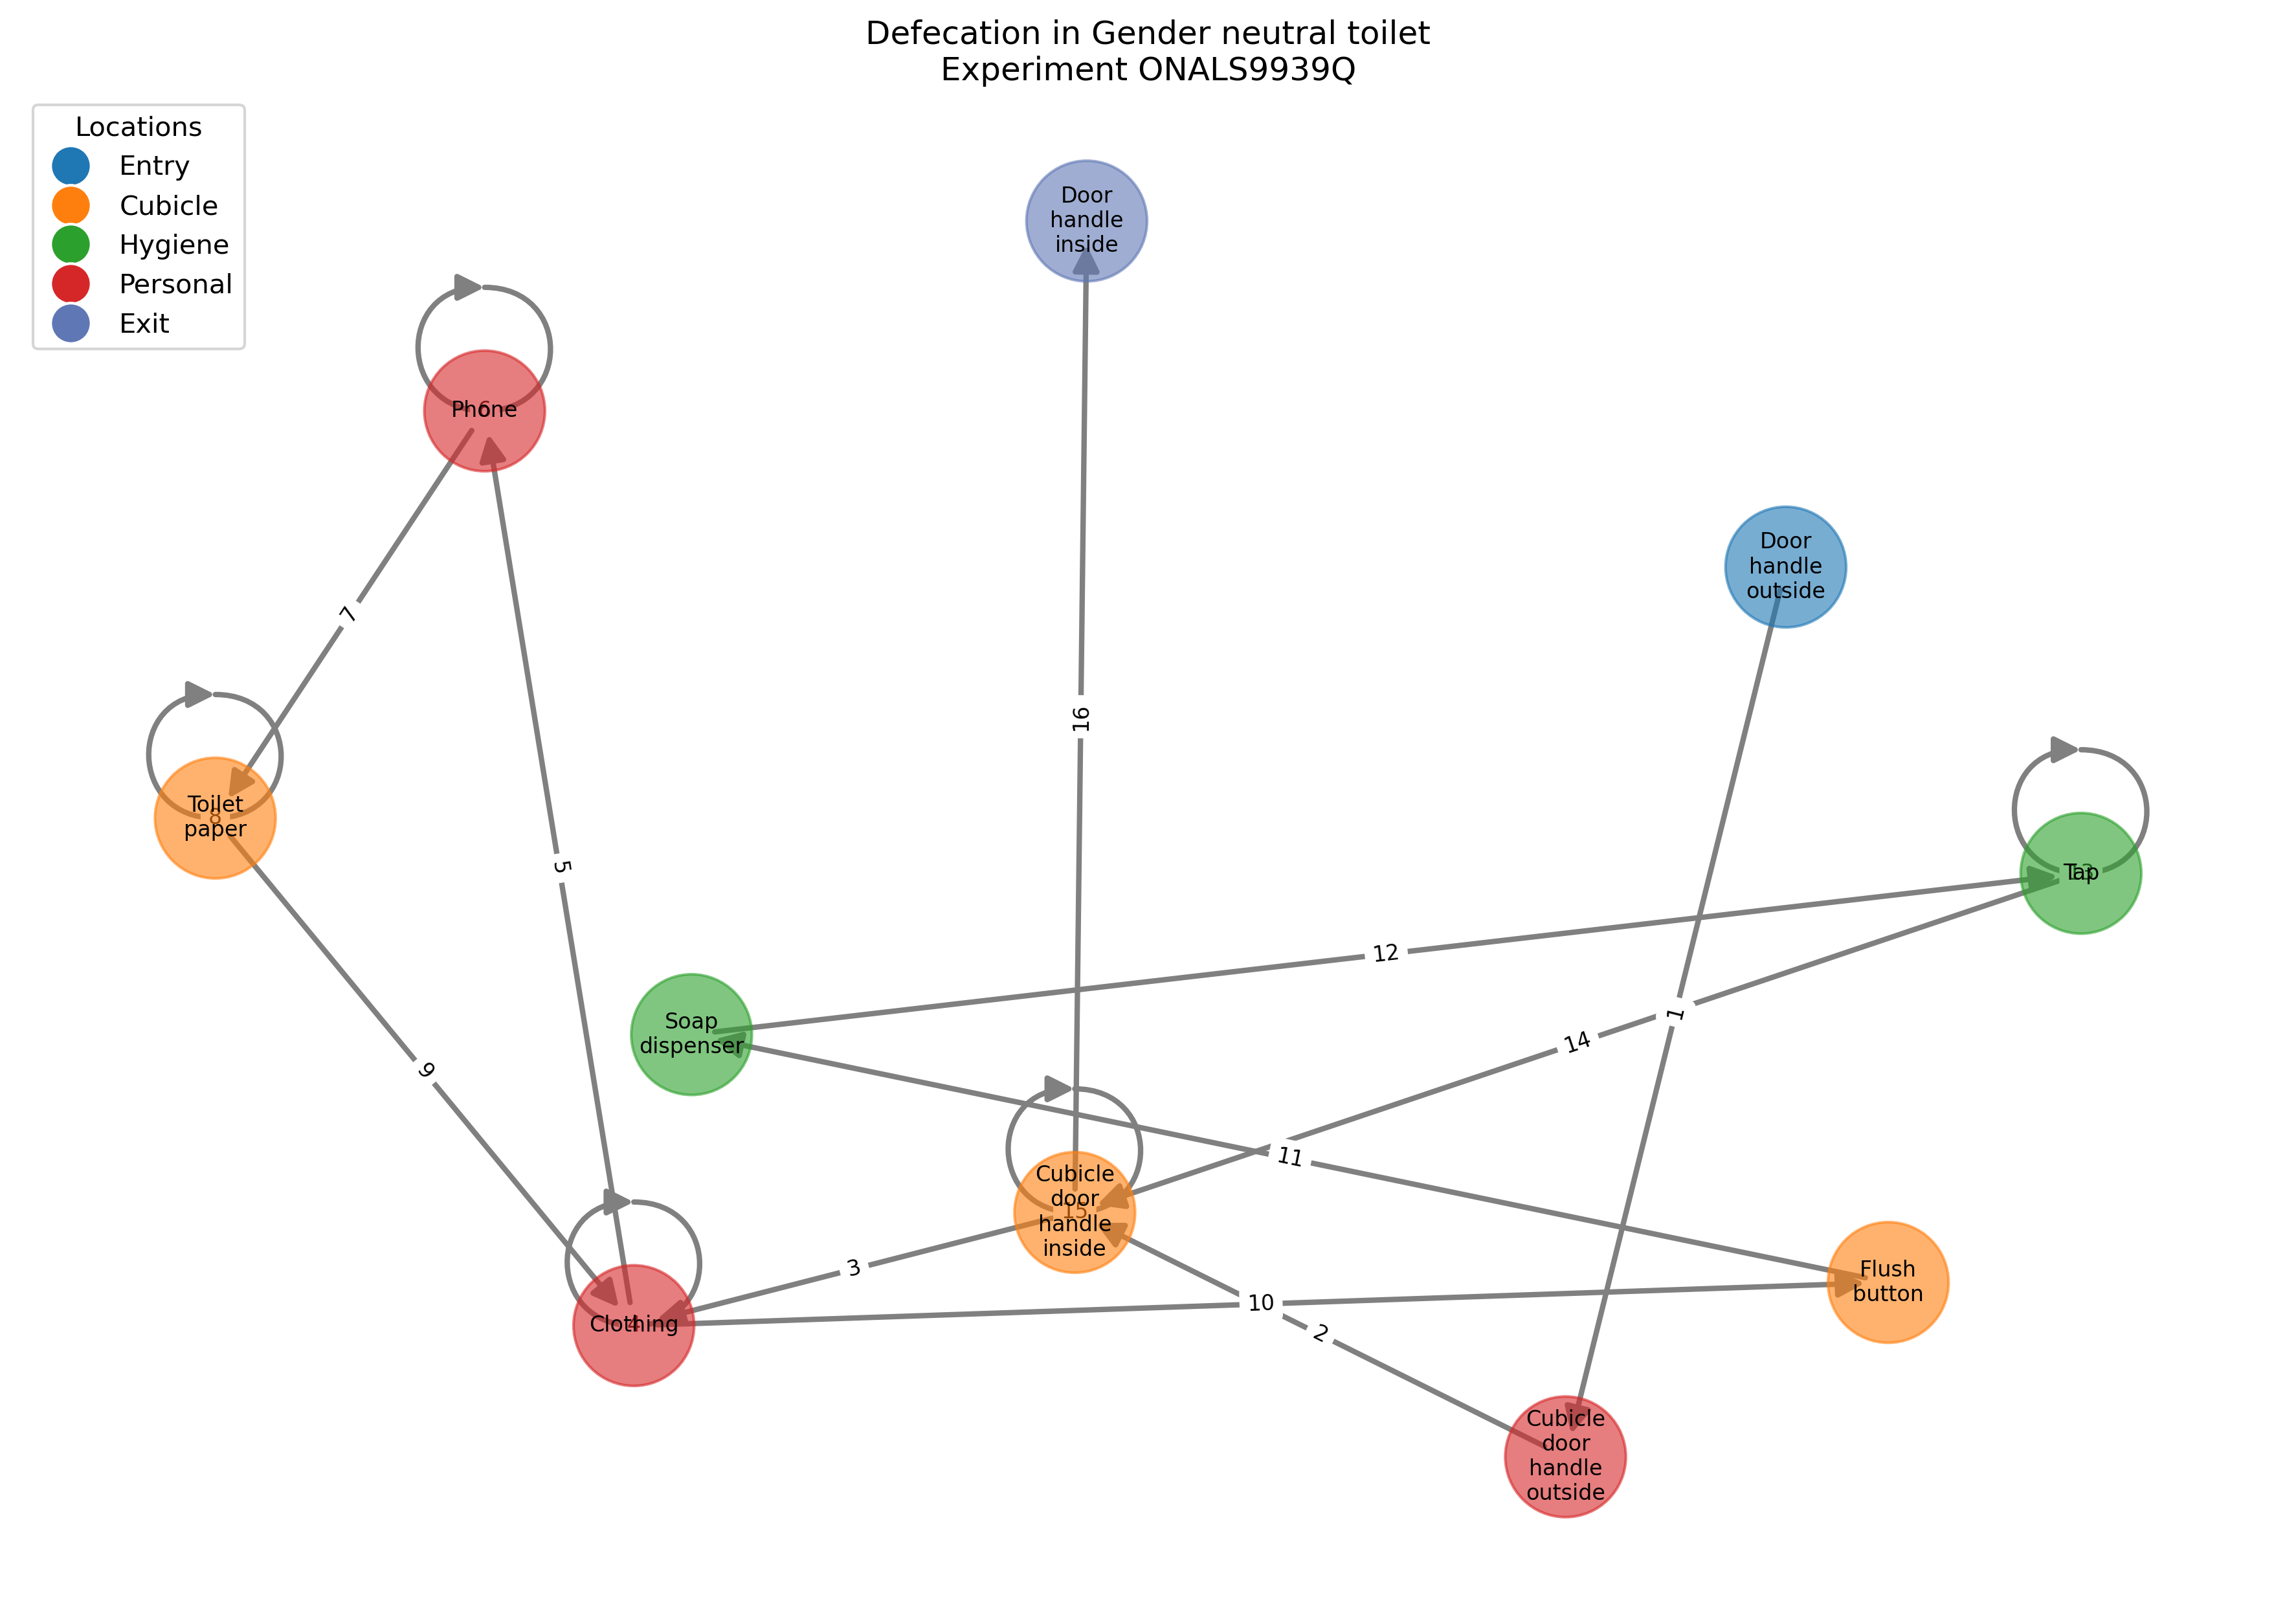 Defecation in Gender neutral toilet
Experiment ONALS9939Q
Locations
Entry
Cubicle
Hygiene
Personal
Exit
Door
handle
inside
Phone
6
Door
handle
outside
7
16
Toilet
paper
8
5
Tap
13
12
1
14
Soap
dispenser
9
11
Cubicle
door
handle
inside
15
3
Flush
button
10
Clothing
4
2
Cubicle
door
handle
outside